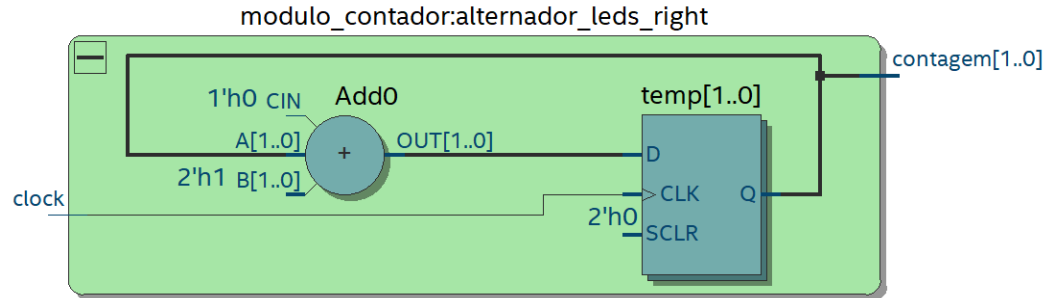 modulo_contador:alternador_leds_right
contagem[1..0]
1'h0 CIN
Add0
temp[1..0]
A[1..0]
+
OUT[1..0]
D
2'h1 B[1..0]
clock
CLK
Q
2'h0
SCLR